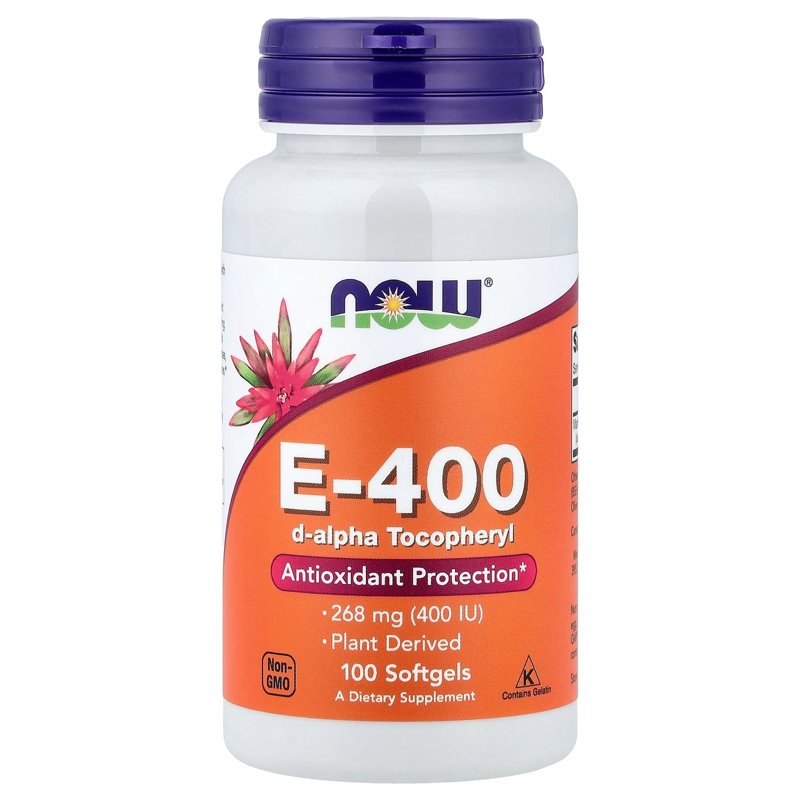 NOW®
E-400
d-alpha Tocopheryl
Antioxidant Protection*
• 268 mg (400 IU)
• Plant Derived
100 Softgels
A Dietary Supplement
Non-
GMO
K
Contains Gelatin